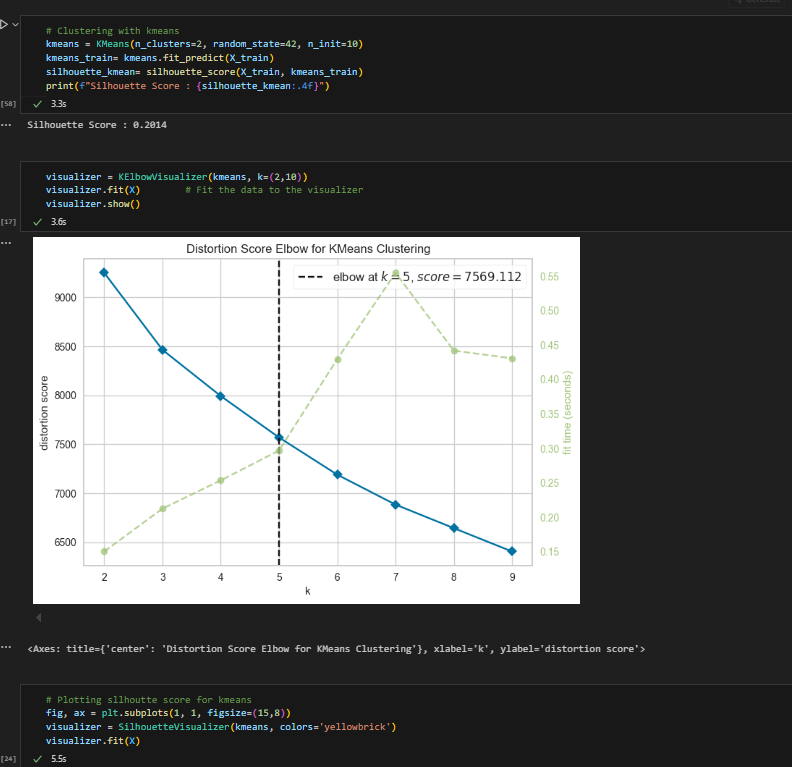 # Clustering with kmeans
kmeans = KMeans(n_clusters=2, random_state=42, n_init=10)
kmeans_train= kmeans.fit_predict(X_train)
silhouette_kmean= silhouette_score(X_train, kmeans_train)
print(f"Silhouette Score : {silhouette_kmean:.4f}")
[58] 3.3s
Silhouette Score : 0.2014
visualizer = KElbowVisualizer(kmeans, k=(2,10))
visualizer.fit(X) # Fit the data to the visualizer
visualizer.show()
[17] 3.6s
Distortion Score Elbow for KMeans Clustering
elbow at k = 5, score = 7569.112
9000
8500
8000
7500
7000
6500
distortion score
0.55
0.50
0.45
0.40
0.35
0.30
0.25
0.20
0.15
fit time (seconds)
2 3 4 5 6 7 8 9
k
<Axes: title={'center': 'Distortion Score Elbow for KMeans Clustering'}, xlabel='k', ylabel='distortion score'>
# Plotting sllhoutte score for kmeans
fig, ax = plt.subplots(1, 1, figsize=(15,8))
visualizer = SilhouetteVisualizer(kmeans, colors='yellowbrick')
visualizer.fit(X)
[24] 5.5s